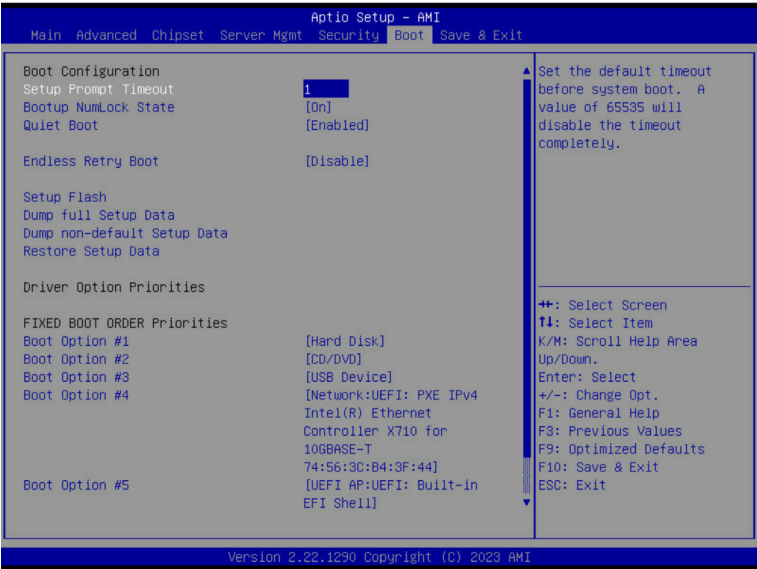 Aptio Setup – AMI
Main Advanced Chipset Server Mgmt Security Boot Save & Exit
Boot Configuration
Setup Prompt Timeout 1
Bootup NumLock State [On]
Quiet Boot [Enabled]
Endless Retry Boot [Disable]
Setup Flash
Dump full Setup Data
Dump non-default Setup Data
Restore Setup Data
Driver Option Priorities
FIXED BOOT ORDER Priorities
Boot Option #1 [Hard Disk]
Boot Option #2 [CD/DVD]
Boot Option #3 [USB Device]
Boot Option #4 [Network:UEFI: PXE IPv4
Intel(R) Ethernet
Controller X710 for
10GBASE-T
74:56:3C:B4:3F:44]
Boot Option #5 [UEFI AP:UEFI: Built-in
EFI Shell]
Set the default timeout
before system boot. A
value of 65535 will
disable the timeout
completely.
→←: Select Screen
↑↓: Select Item
K/M: Scroll Help Area
Up/Down.
Enter: Select
+/-: Change Opt.
F1: General Help
F3: Previous Values
F9: Optimized Defaults
F10: Save & Exit
ESC: Exit
Version 2.22.1290 Copyright (C) 2023 AMI